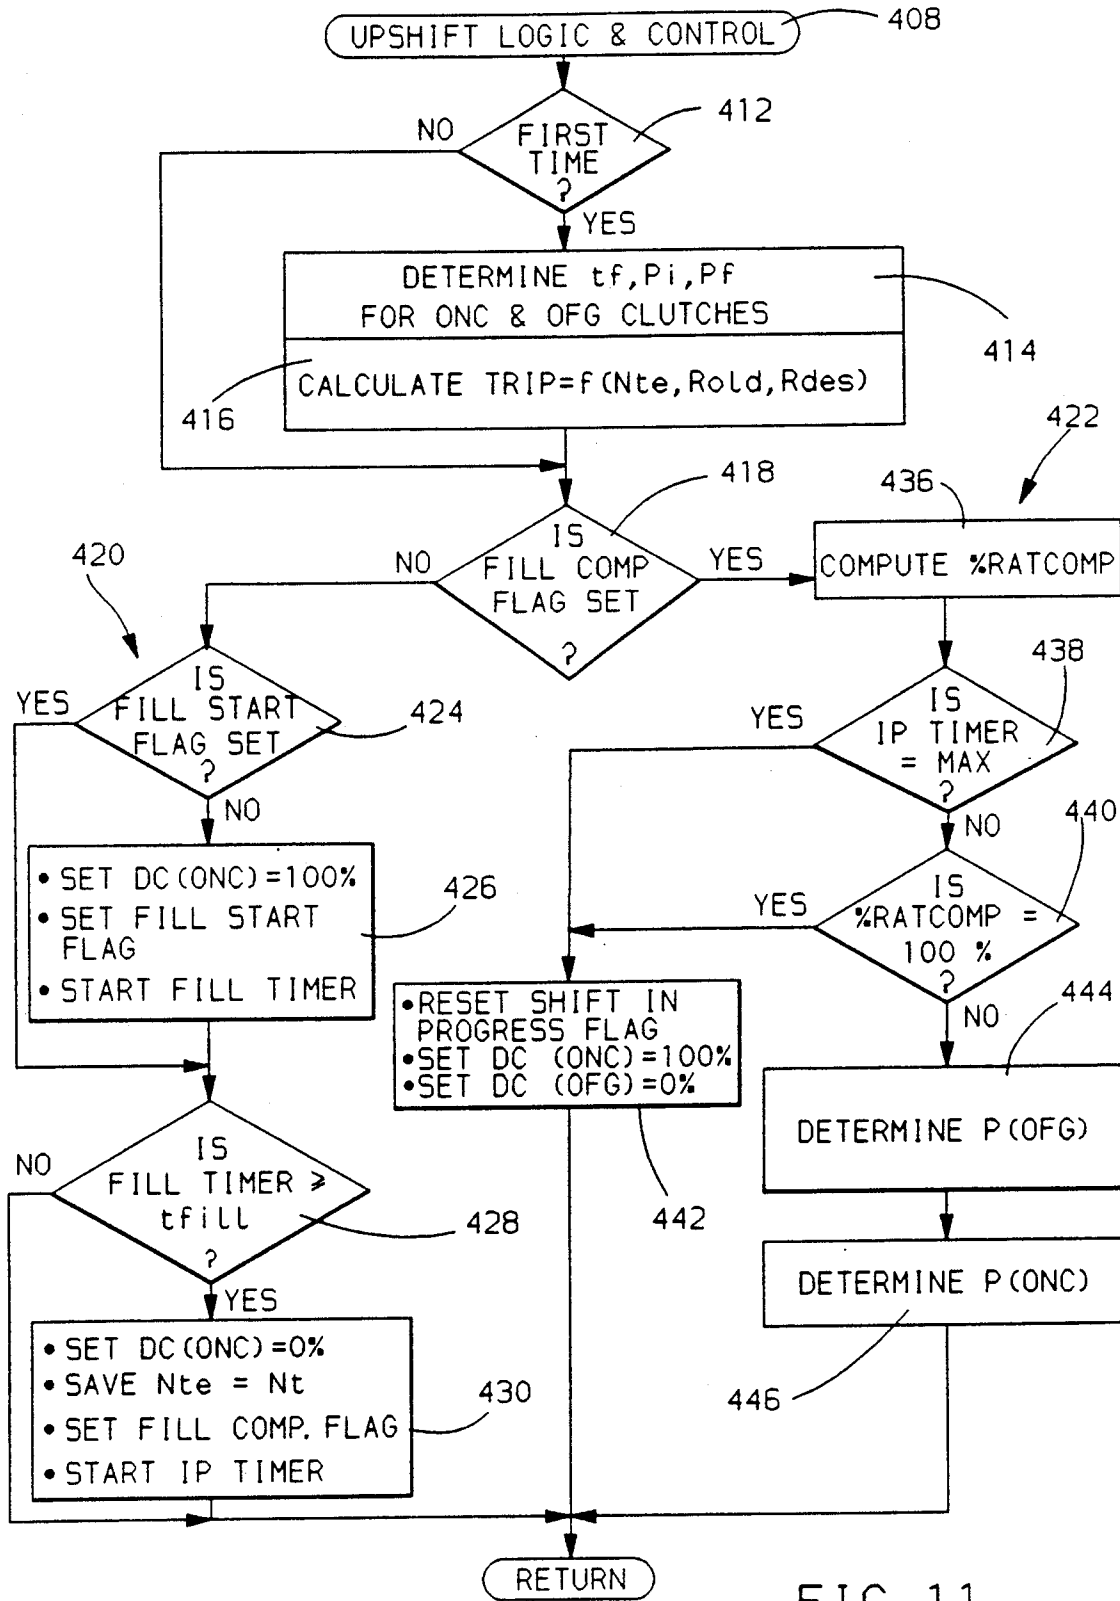 UPSHIFT LOGIC & CONTROL
408
412
NO
FIRST
TIME
?
YES
DETERMINE tf,Pi,Pf
FOR ONC & OFG CLUTCHES
414
CALCULATE TRIP=f(Nte,Rold,Rdes)
416
422
418
436
IS
FILL COMP
FLAG SET
?
NO
YES
COMPUTE %RATCOMP
420
438
IS
FILL START
FLAG SET
?
YES
424
NO
IS
IP TIMER
= MAX
?
YES
NO
440
• SET DC(ONC)=100%
• SET FILL START
FLAG
• START FILL TIMER
426
IS
%RATCOMP =
100 %
?
YES
NO
444
• RESET SHIFT IN
PROGRESS FLAG
• SET DC (ONC)=100%
• SET DC (OFG)=0%
442
DETERMINE P(OFG)
IS
FILL TIMER ≥
tfill
?
NO
428
YES
DETERMINE P(ONC)
446
• SET DC(ONC)=0%
• SAVE Nte = Nt
• SET FILL COMP. FLAG
• START IP TIMER
430
RETURN
FIG.11